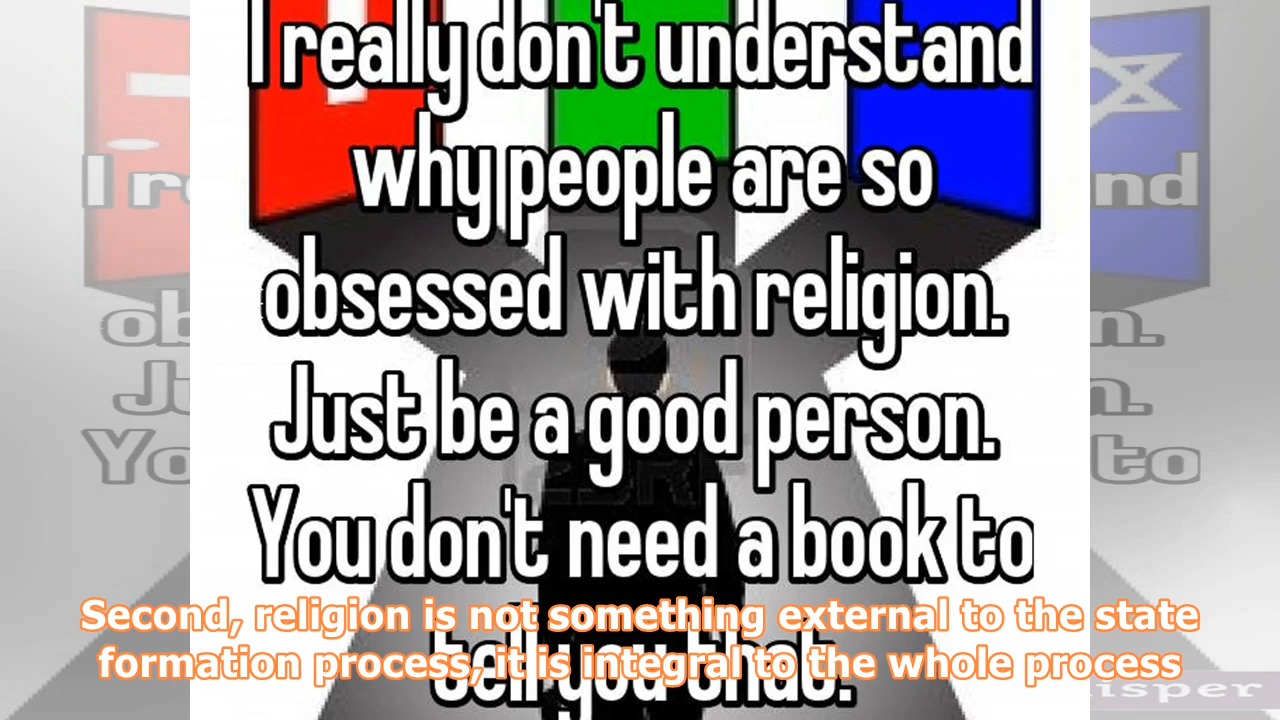 I really don't understand
why people are so
obsessed with religion.
Just be a good person.
You don't need a book to
tell you that.
Second, religion is not something external to the state
formation process, it is integral to the whole process